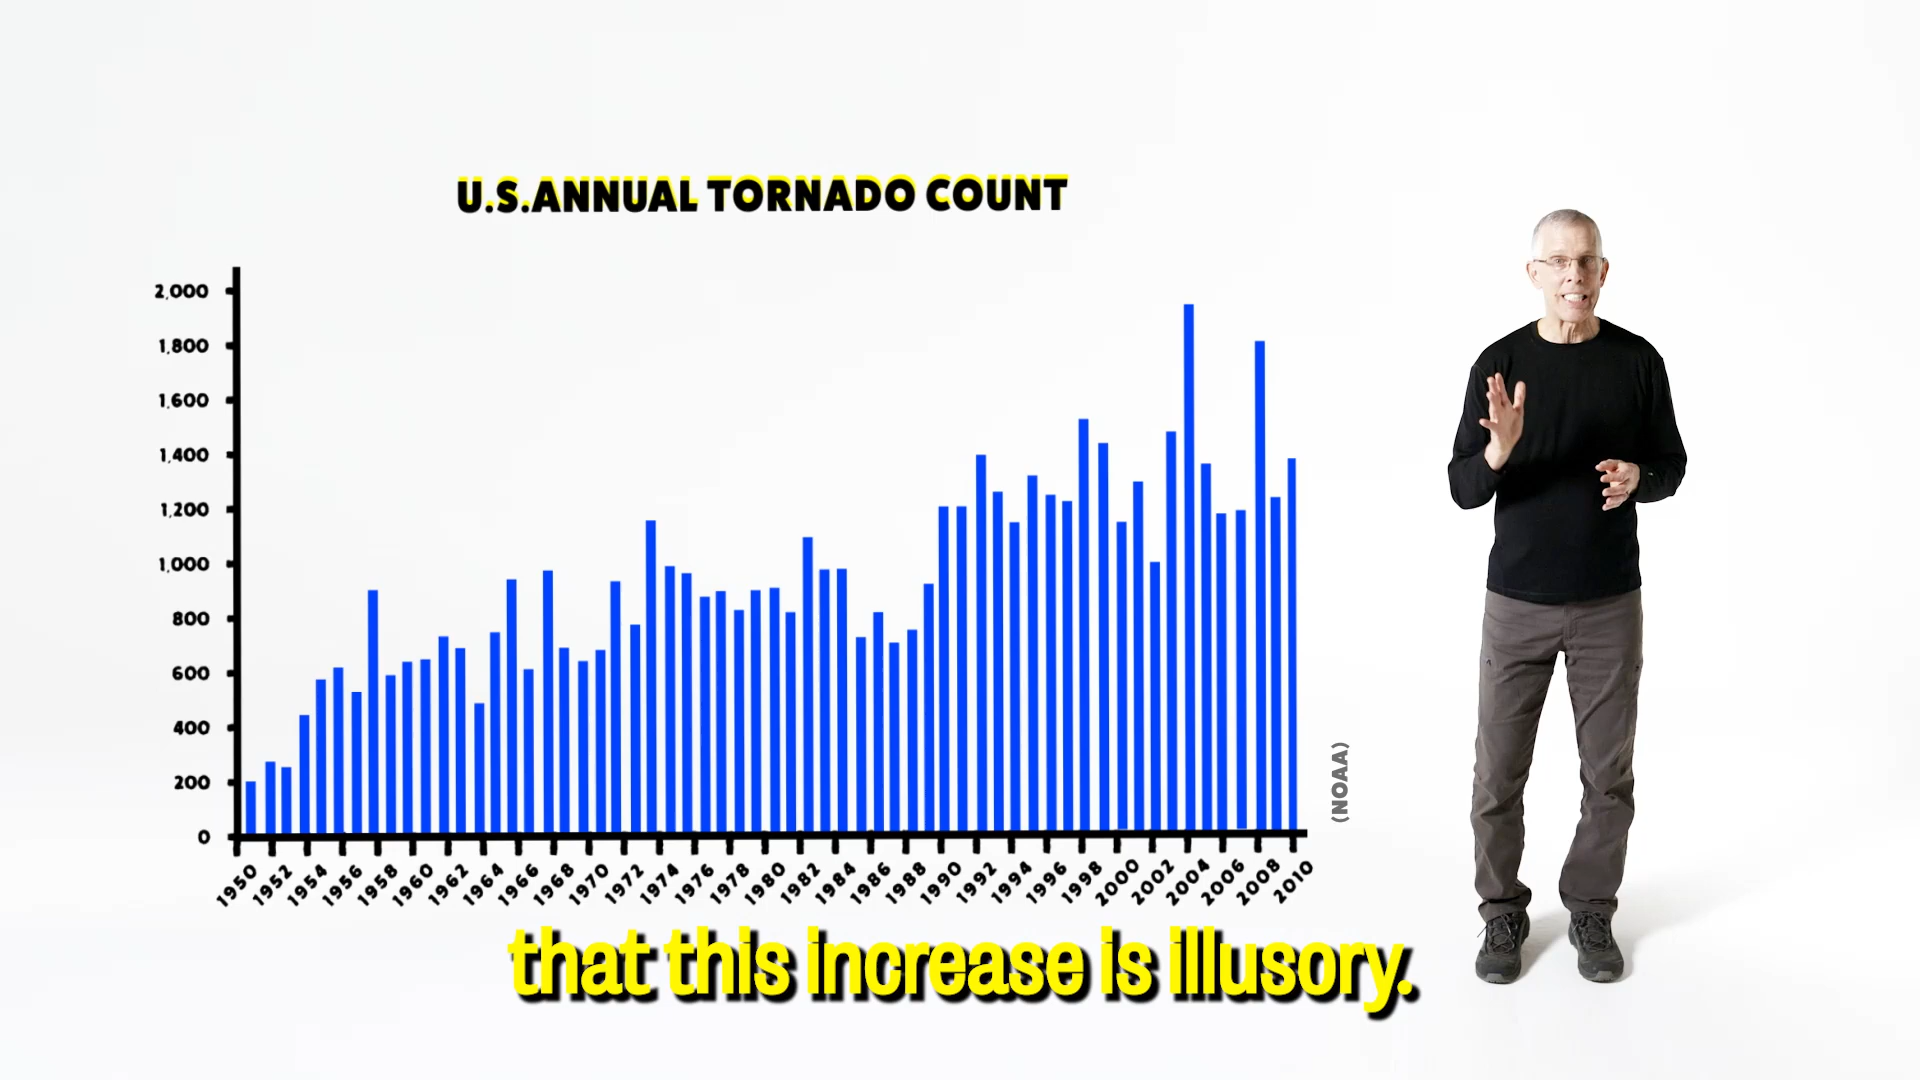 U.S.ANNUAL TORNADO COUNT
2,000
1,800
1,600
1,400
1,200
1,000
800
600
400
200
0
1950 1952 1954 1956 1958 1960 1962 1964 1966 1968 1970 1972 1974 1976 1978 1980 1982 1984 1986 1988 1990 1992 1994 1996 1998 2000 2002 2004 2006 2008 2010
(NOAA)
that this increase is illusory.